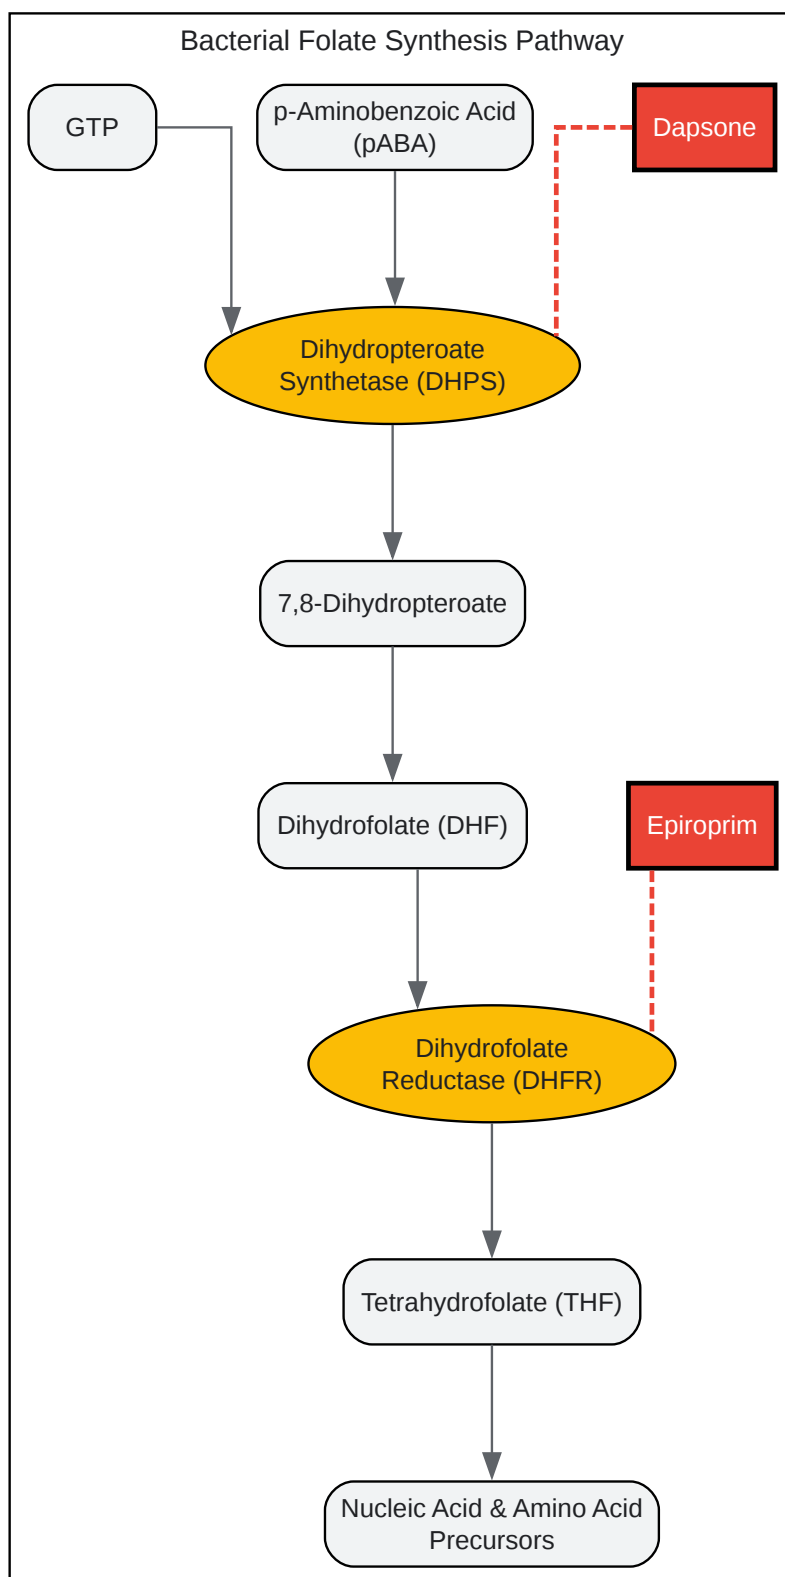 Bacterial Folate Synthesis Pathway
GTP
p-Aminobenzoic Acid
(pABA)
Dapsone
Dihydropteroate
Synthetase (DHPS)
7,8-Dihydropteroate
Dihydrofolate (DHF)
Epiroprim
Dihydrofolate
Reductase (DHFR)
Tetrahydrofolate (THF)
Nucleic Acid & Amino Acid
Precursors